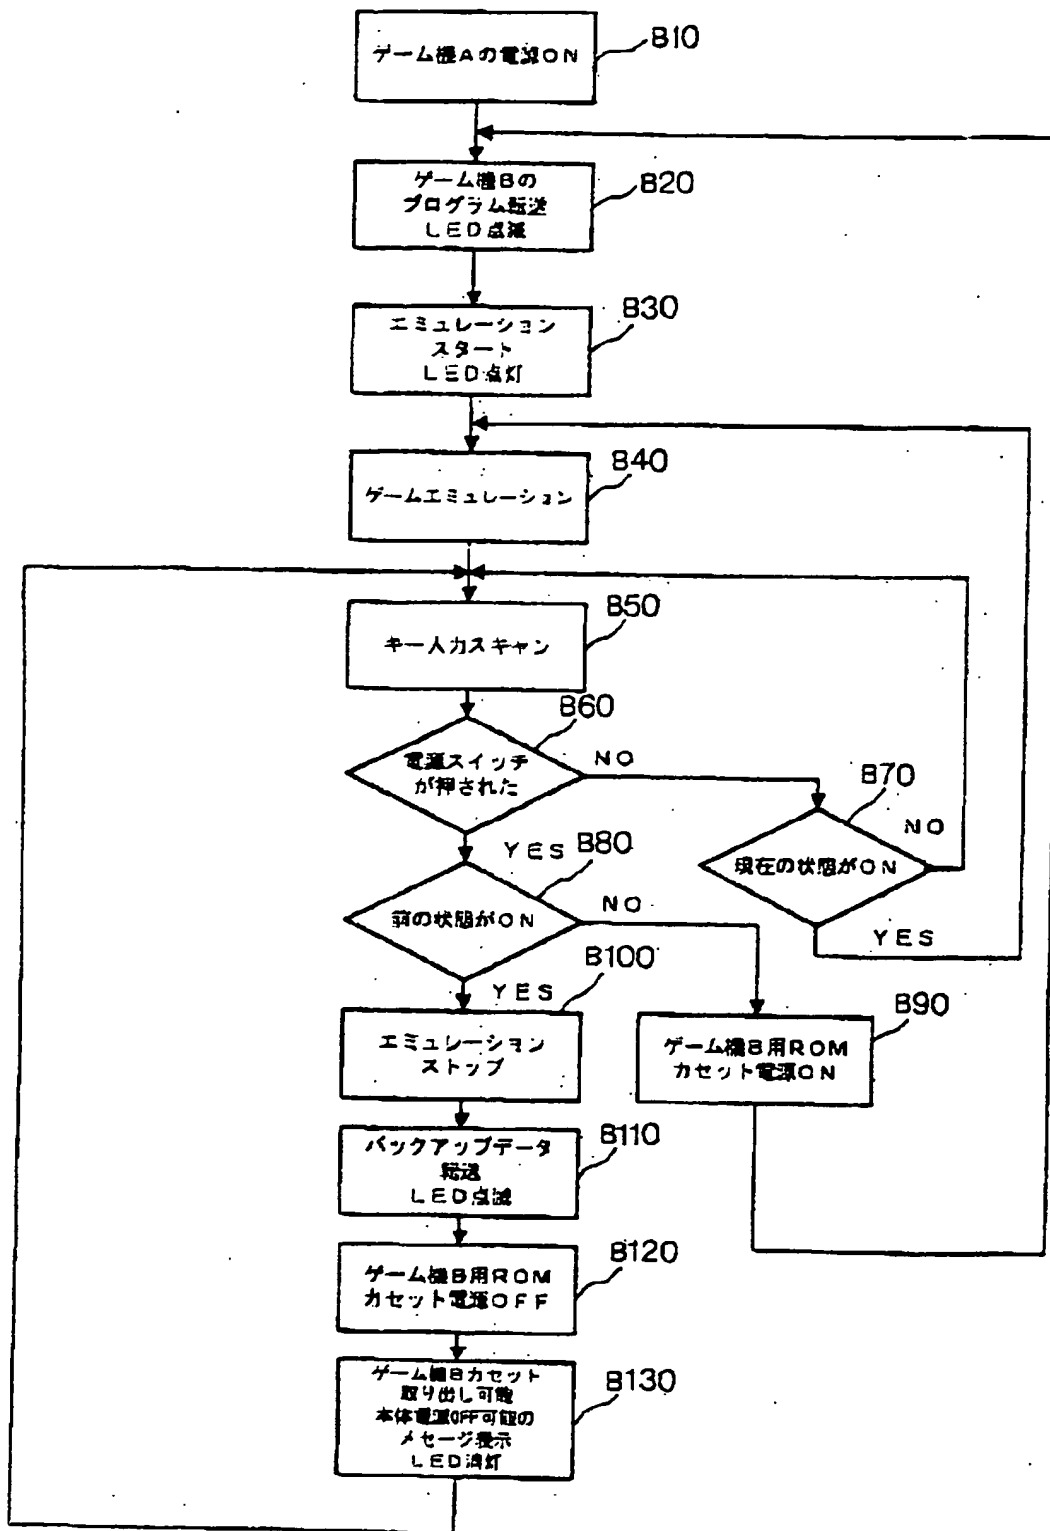 ゲーム機Aの電源ON
B10
ゲーム機Bの
プログラム転送
LED点滅
B20
エミュレーション
スタート
LED点灯
B30
ゲームエミュレーション
B40
キー入力スキャン
B50
電源スイッチ
が押された
B60
NO
YES
現在の状態がON
B70
NO
YES
前の状態がON
B80
NO
YES
ゲーム機B用ROM
カセット電源ON
B90
エミュレーション
ストップ
B100
バックアップデータ
転送
LED点滅
B110
ゲーム機B用ROM
カセット電源OFF
B120
ゲーム機Bカセット
取り出し可能
本体電源OFF可能の
メセージ表示
LED消灯
B130